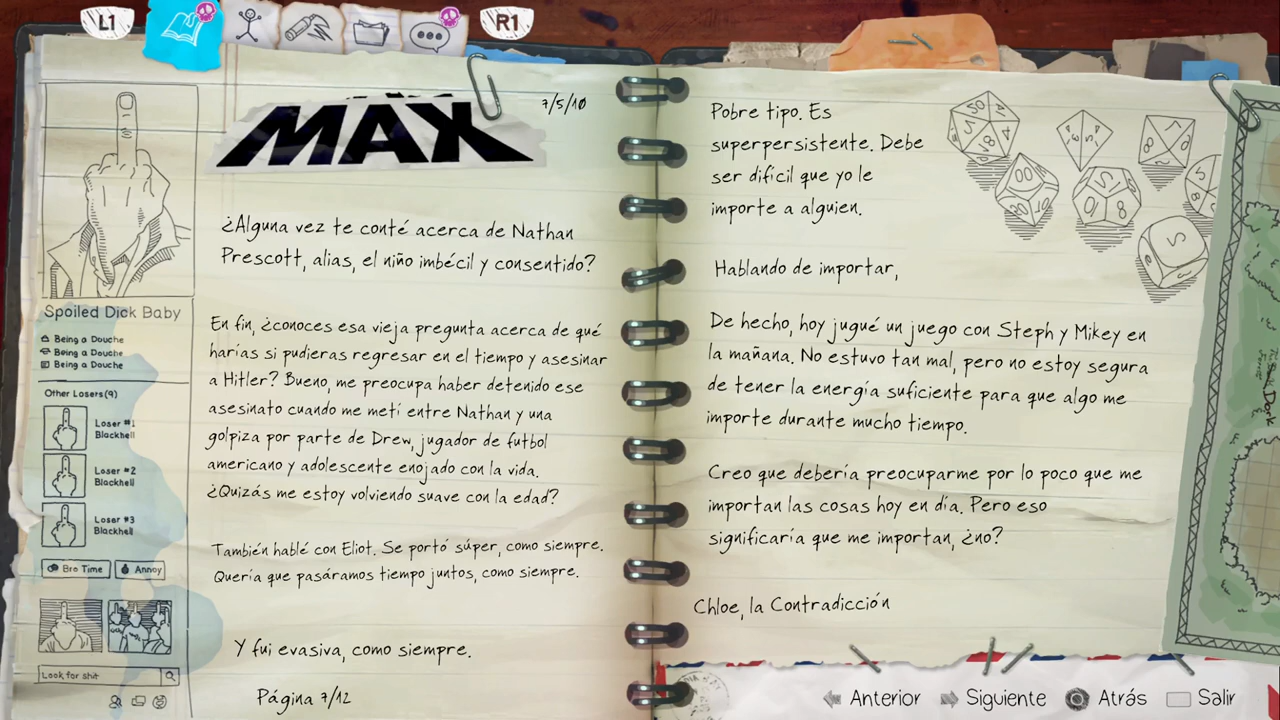 L1
R1
MAX
7/5/10
¿Alguna vez te conté acerca de Nathan
Prescott, alias, el niño imbécil y consentido?
En fin, ¿conoces esa vieja pregunta acerca de qué
harías si pudieras regresar en el tiempo y asesinar
a Hitler? Bueno, me preocupa haber detenido ese
asesinato cuando me metí entre Nathan y una
golpiza por parte de Drew, jugador de futbol
americano y adolescente enojado con la vida.
¿Quizás me estoy volviendo suave con la edad?
También hablé con Eliot. Se portó súper, como siempre.
Quería que pasáramos tiempo juntos, como siempre.
Y fui evasiva, como siempre.
Página 7/12
Spoiled Dick Baby
Being a Douche
Being a Douche
Being a Douche
Other Losers(9)
Loser #1
Blackhell
Loser #2
Blackhell
Loser #3
Blackhell
Bro Time
Annoy
Look for shit
Pobre tipo. Es
superpersistente. Debe
ser difícil que yo le
importe a alguien.
Hablando de importar,
De hecho, hoy jugué un juego con Steph y Mikey en
la mañana. No estuvo tan mal, pero no estoy segura
de tener la energía suficiente para que algo me
importe durante mucho tiempo.
Creo que debería preocuparme por lo poco que me
importan las cosas hoy en día. Pero eso
significaría que me importan, ¿no?
Chloe, la Contradicción
Anterior
Siguiente
Atrás
Salir